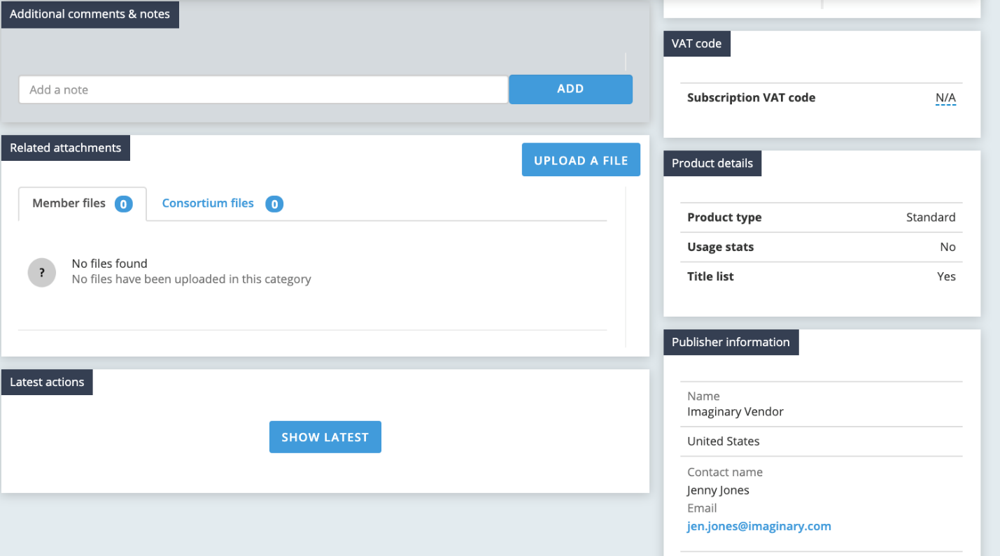 Additional comments & notes
Add a note
ADD
Related attachments
UPLOAD A FILE
Member files 0 Consortium files 0
?
No files found
No files have been uploaded in this category
Latest actions
SHOW LATEST
VAT code
Subscription VAT code N/A
Product details
Product type Standard
Usage stats No
Title list Yes
Publisher information
Name
Imaginary Vendor
United States
Contact name
Jenny Jones
Email
jen.jones@imaginary.com